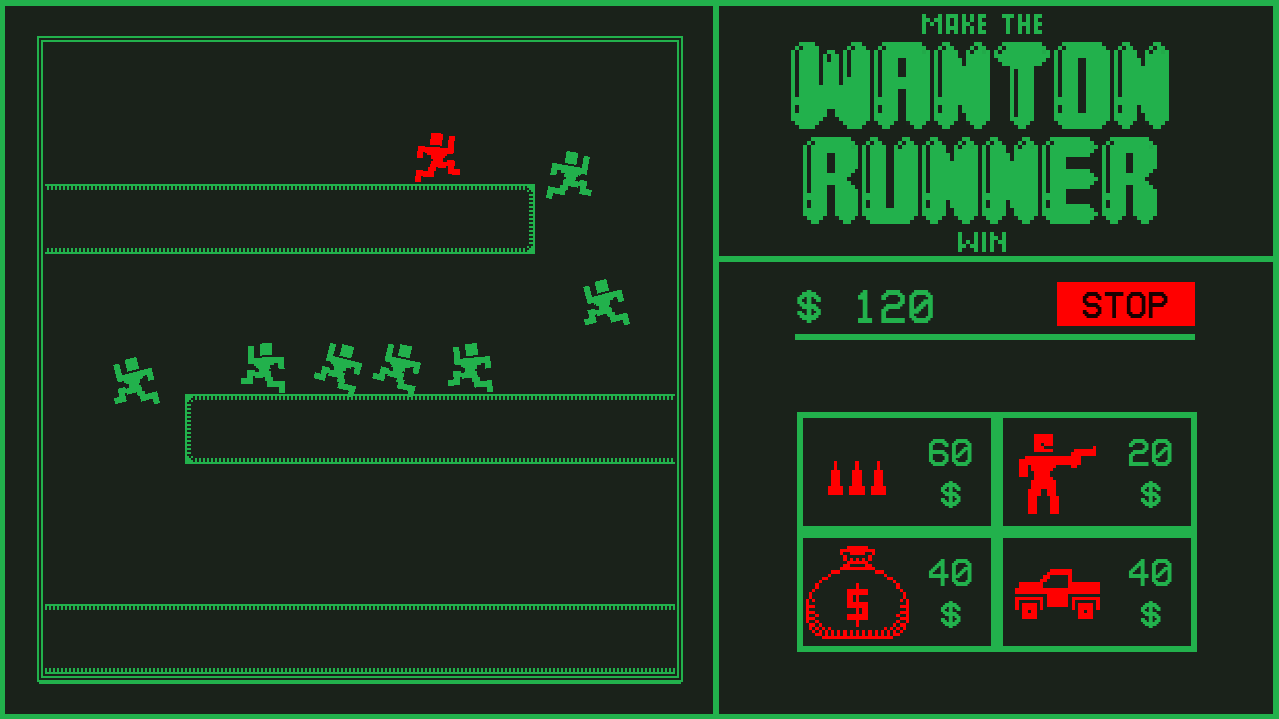 MAKE THE
WANTON
RUNNER
WIN
$ 120 STOP
60 $
20 $
$ 40 $
40 $